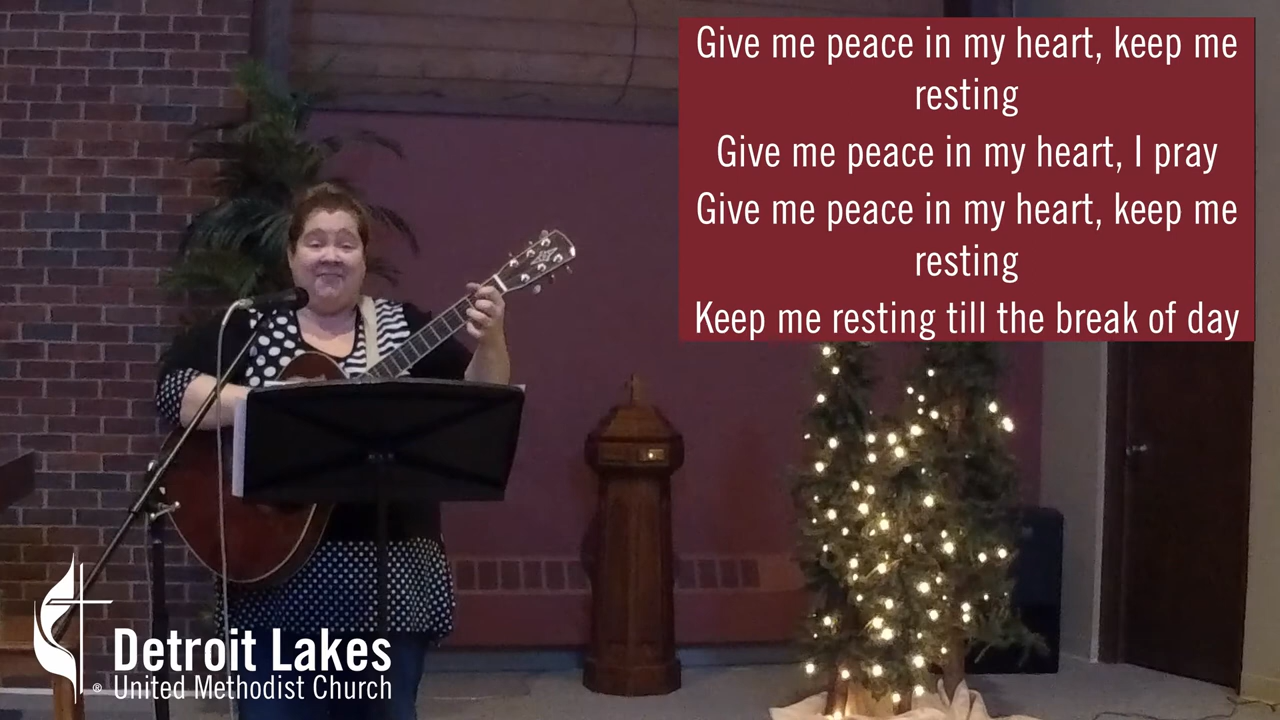 Give me peace in my heart, keep me
resting
Give me peace in my heart, I pray
Give me peace in my heart, keep me
resting
Keep me resting till the break of day
Detroit Lakes
® United Methodist Church